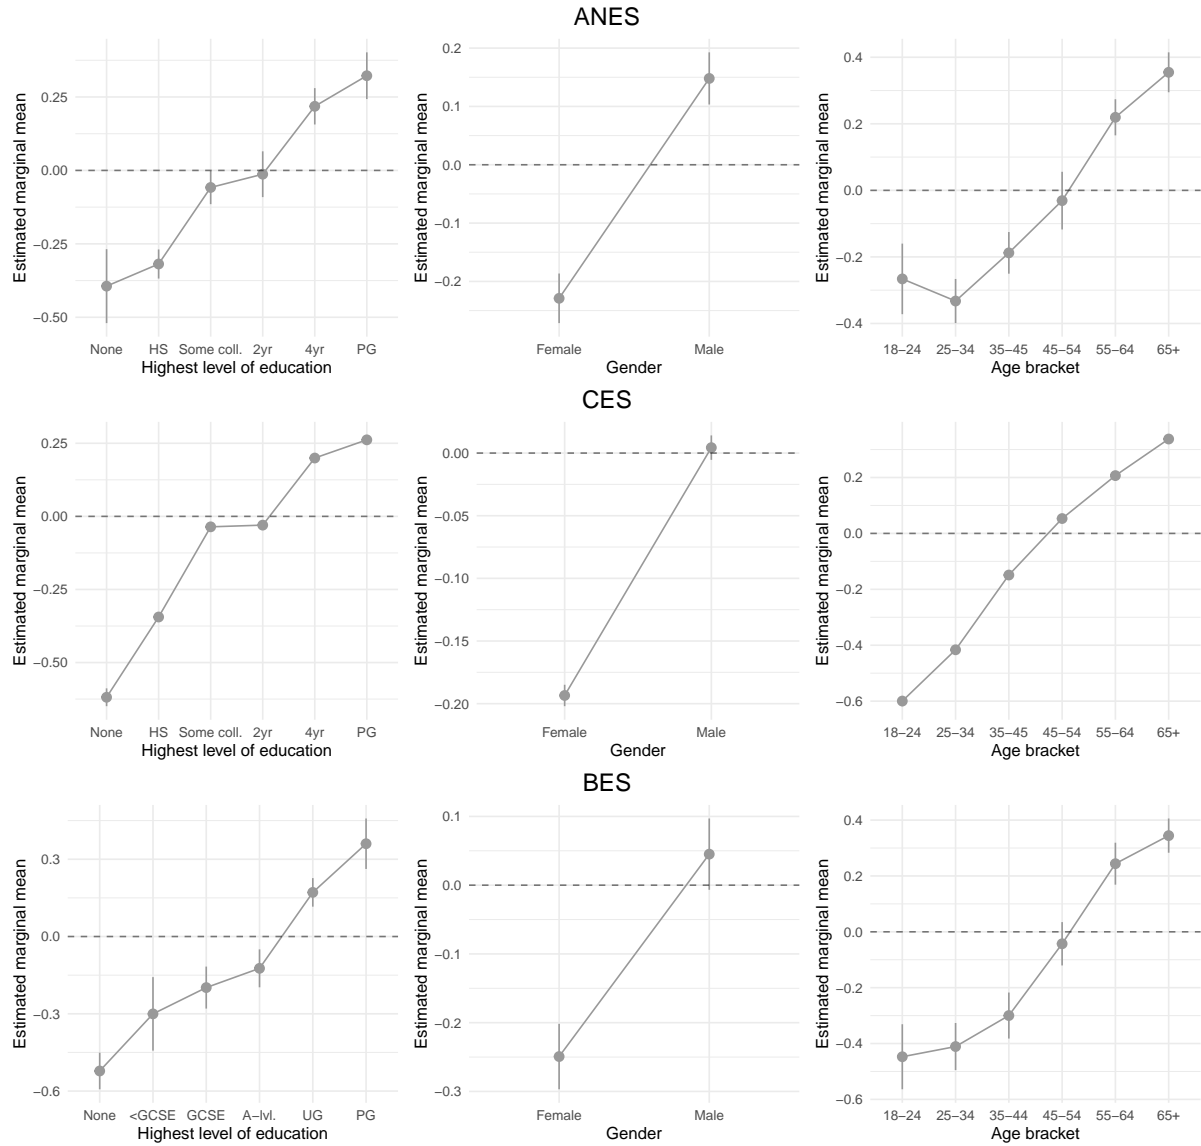 ANES
Estimated marginal mean
0.25
0.00
−0.25
−0.50
None HS Some coll. 2yr 4yr PG
Highest level of education
Estimated marginal mean
0.2
0.1
0.0
−0.1
−0.2
Female Male
Gender
Estimated marginal mean
0.4
0.2
0.0
−0.2
−0.4
18−24 25−34 35−45 45−54 55−64 65+
Age bracket
CES
Estimated marginal mean
0.25
0.00
−0.25
−0.50
None HS Some coll. 2yr 4yr PG
Highest level of education
Estimated marginal mean
0.00
−0.05
−0.10
−0.15
−0.20
Female Male
Gender
Estimated marginal mean
0.2
0.0
−0.2
−0.4
−0.6
18−24 25−34 35−45 45−54 55−64 65+
Age bracket
BES
Estimated marginal mean
0.3
0.0
−0.3
−0.6
None <GCSE GCSE A−lvl. UG PG
Highest level of education
Estimated marginal mean
0.1
0.0
−0.1
−0.2
−0.3
Female Male
Gender
Estimated marginal mean
0.4
0.2
0.0
−0.2
−0.4
−0.6
18−24 25−34 35−44 45−54 55−64 65+
Age bracket